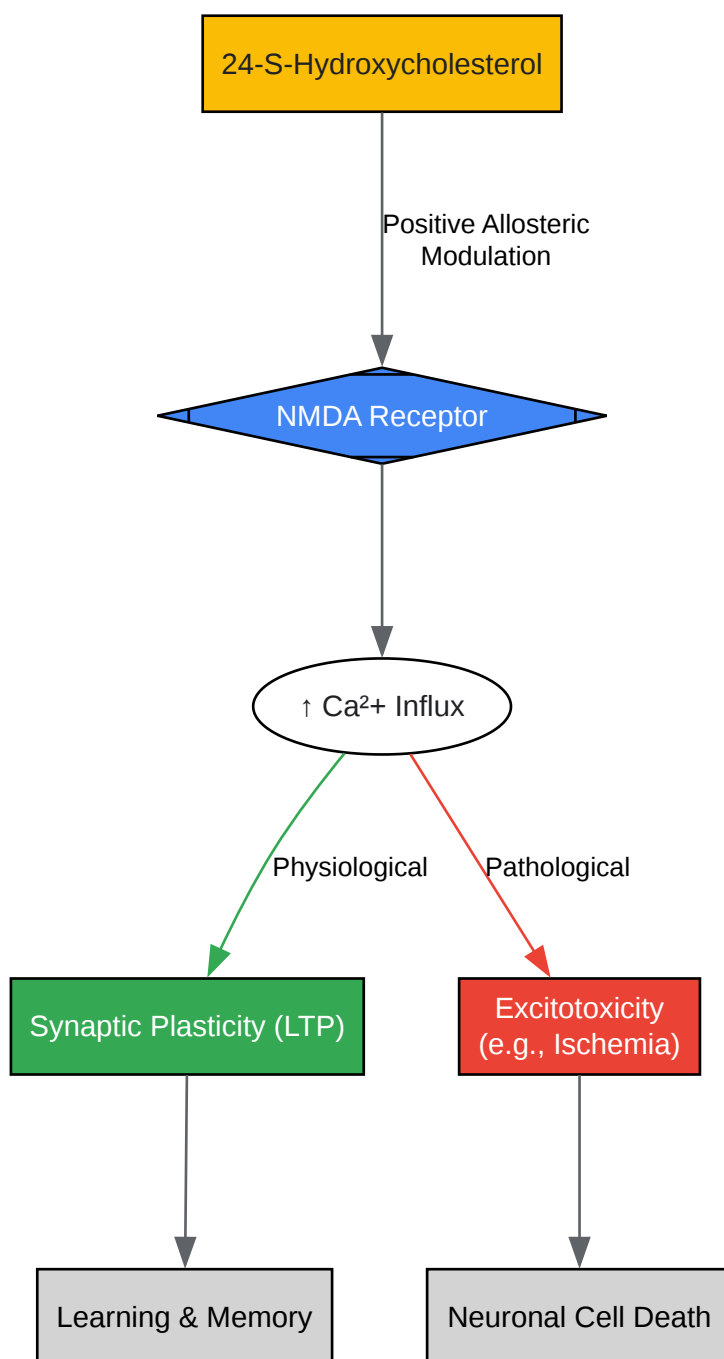 24-S-Hydroxycholesterol
Positive Allosteric
Modulation
NMDA Receptor
↑ Ca²+ Influx
Physiological
Pathological
Synaptic Plasticity (LTP)
Excitotoxicity
(e.g., Ischemia)
Learning & Memory
Neuronal Cell Death